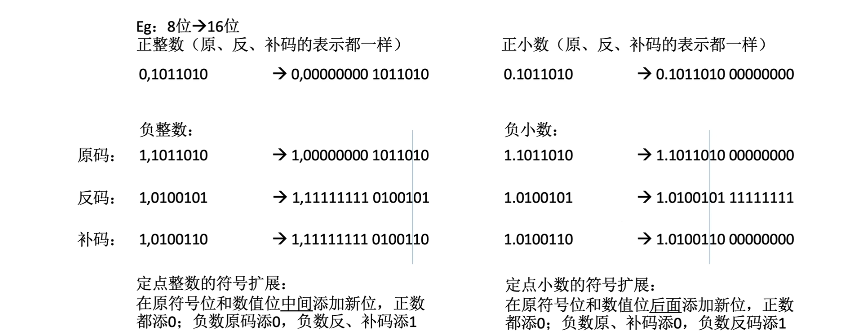 Eg：8位→16位
正整数（原、反、补码的表示都一样）
0,1011010 → 0,00000000 1011010
正小数（原、反、补码的表示都一样）
0.1011010 → 0.1011010 00000000
负整数：
原码： 1,1011010 → 1,00000000 1011010
反码： 1,0100101 → 1,11111111 0100101
补码： 1,0100110 → 1,11111111 0100110
负小数：
1.1011010 → 1.1011010 00000000
1.0100101 → 1.0100101 11111111
1.0100110 → 1.0100110 00000000
定点整数的符号扩展：
在原符号位和数值位中间添加新位，正数
都添0；负数原码添0，负数反、补码添1
定点小数的符号扩展：
在原符号位和数值位后面添加新位，正数
都添0；负数原、补码添0，负数反码添1